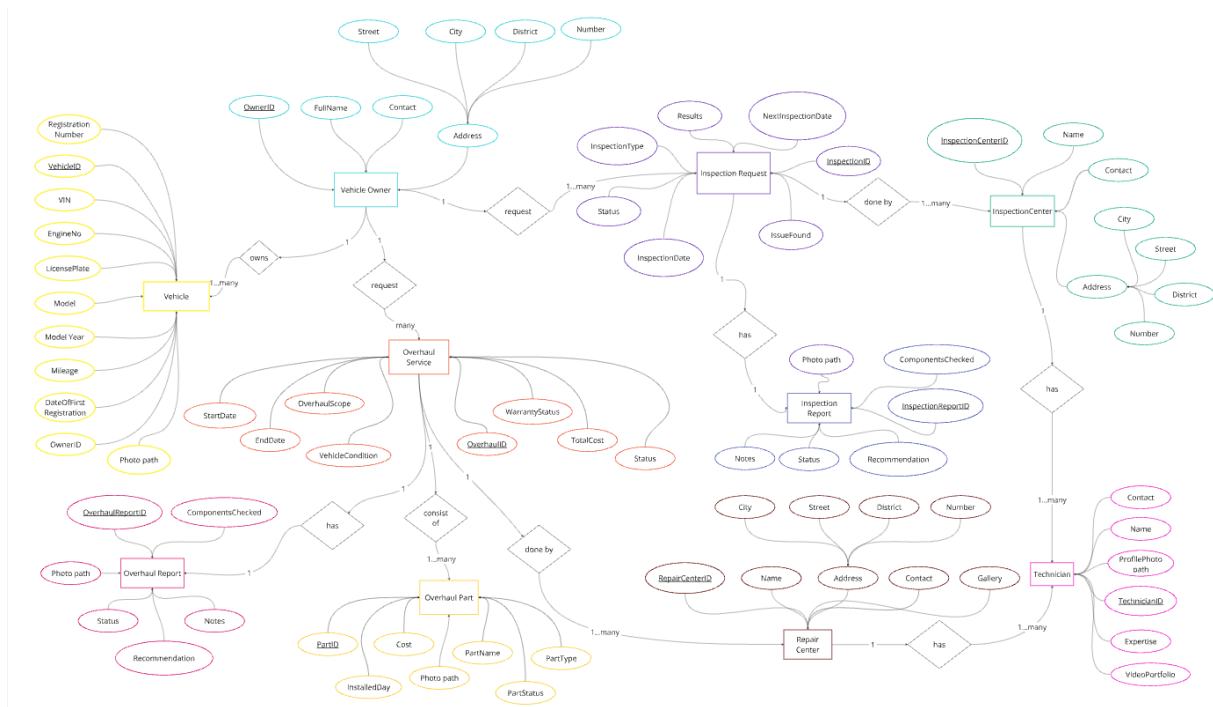 Street
City
District
Number
OwnerID
FullName
Contact
Address
Vehicle Owner
Registration
Number
VehicleID
VIN
EngineNo
LicensePlate
Model
Model Year
Mileage
DateOfFirst
Registration
OwnerID
Photo path
Vehicle
1...many
owns
1
1
request
1...many
1
request
many
Results
NextInspectionDate
InspectionType
InspectionID
Inspection Request
Status
InspectionDate
IssueFound
1
done by
1...many
InspectionCenterID
Name
Contact
InspectionCenter
City
Street
Address
District
Number
1
has
1...many
1
has
1
Photo path
ComponentsChecked
InspectionReportID
Inspection
Report
Notes
Status
Recommendation
Overhaul
Service
StartDate
EndDate
OverhaulScope
VehicleCondition
OverhaulID
WarrantyStatus
TotalCost
Status
1
has
1
1
consist
of
1...many
1
done by
1...many
OverhaulReportID
ComponentsChecked
Photo path
Overhaul Report
Status
Notes
Recommendation
Overhaul Part
PartID
Cost
PartName
PartType
InstalledDay
Photo path
PartStatus
City
Street
District
Number
RepairCenterID
Name
Address
Contact
Gallery
Repair
Center
1
has
1...many
Technician
Contact
Name
ProflePhoto
path
TechnicianID
Expertise
VideoPortfolio